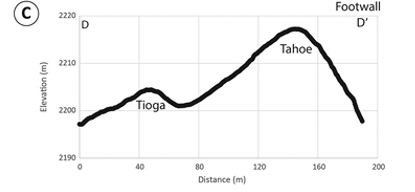 C
Footwall
2220
D
D'
2210
Tahoe
Elevation (m)
2200
Tioga
2190
0 40 80 120 160 200
Distance (m)